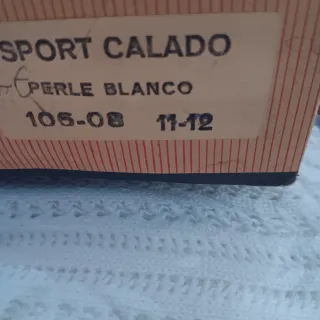 SPORT CALADO
PERLE BLANCO
106-08 11-12